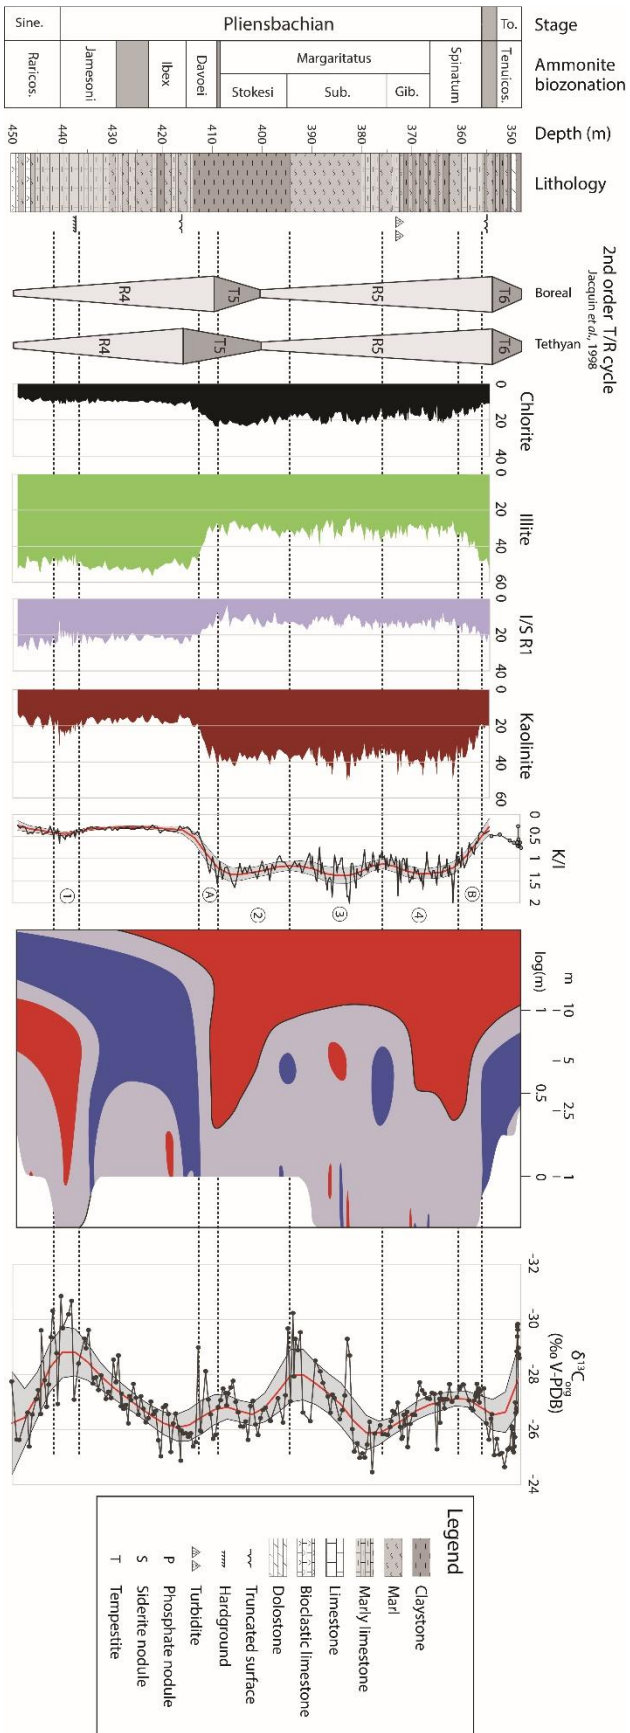 Stage
Sine.
Pliensbachian
To.
Ammonite
biozonation
Raricos.
Jamesoni
Ibex
Davoei
Margaritatus
Stokesi
Sub.
Gib.
Spinatum
Tenuicos.
Depth (m)
450
440
430
420
410
400
390
380
370
360
350
Lithology
2nd order T/R cycle
Jacquin et al., 1998
Boreal
R4
T5
R5
T6
Tethyan
R4
T5
R5
T6
Chlorite
0
20
40
Illite
0
20
40
60
I/S R1
0
20
40
Kaolinite
0
20
40
60
K/I
0
0.5
1
1.5
2
1
A
2
3
4
B
m
10
5
2.5
1
log(m)
1
0.5
0
δ¹³Corg
(‰ V-PDB)
-32
-30
-28
-26
-24
Legend
Claystone
Marl
Marly limestone
Limestone
Bioclastic limestone
Dolostone
Truncated surface
Hardground
Turbidite
P Phosphate nodule
S Siderite nodule
T Tempestite